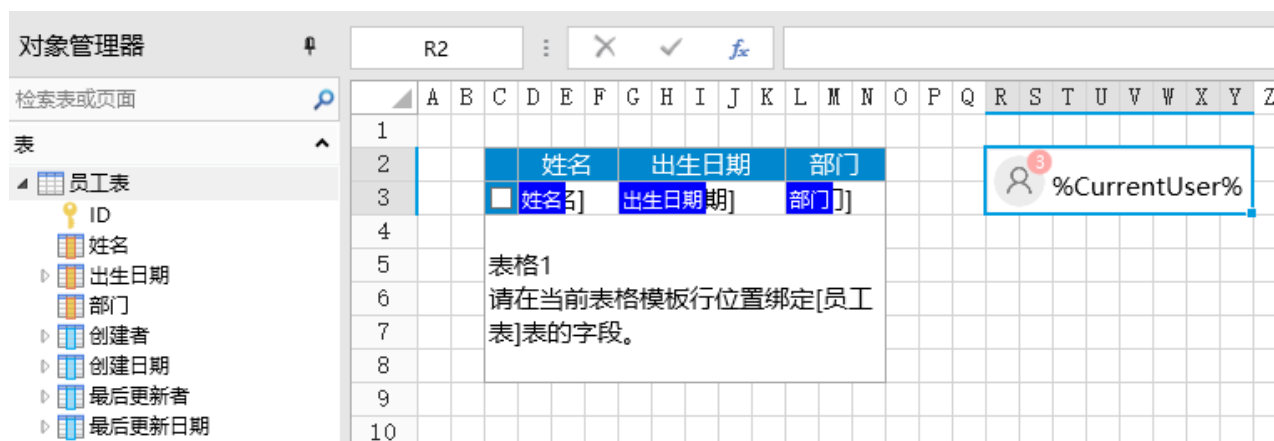 对象管理器
R2
fx
检索表或页面
A B C D E F G H I J K L M N O P Q R S T U V W X Y Z
表
1
员工表
2
姓名 出生日期 部门
3
%CurrentUser%
ID
3
姓名名]
出生日期期]
部门]]
姓名
4
出生日期
5
表格1
部门
6
请在当前表格模板行位置绑定[员工
创建者
7
表]表的字段。
创建日期
8
最后更新者
9
最后更新日期
10